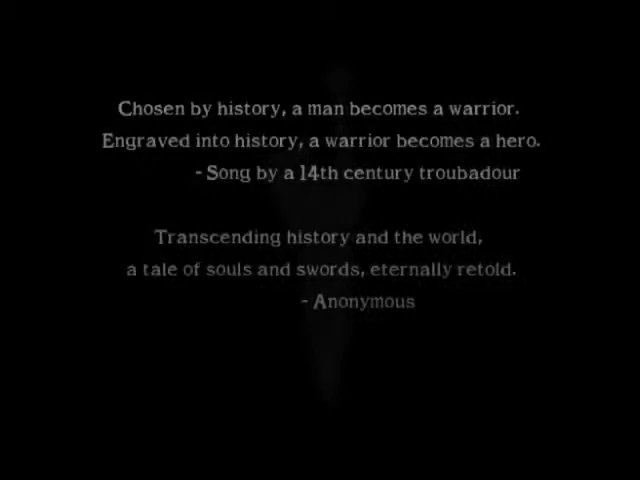 Chosen by history, a man becomes a warrior.
Engraved into history, a warrior becomes a hero.
- Song by a 14th century troubadour
Transcending history and the world,
a tale of souls and swords, eternally retold.
- Anonymous